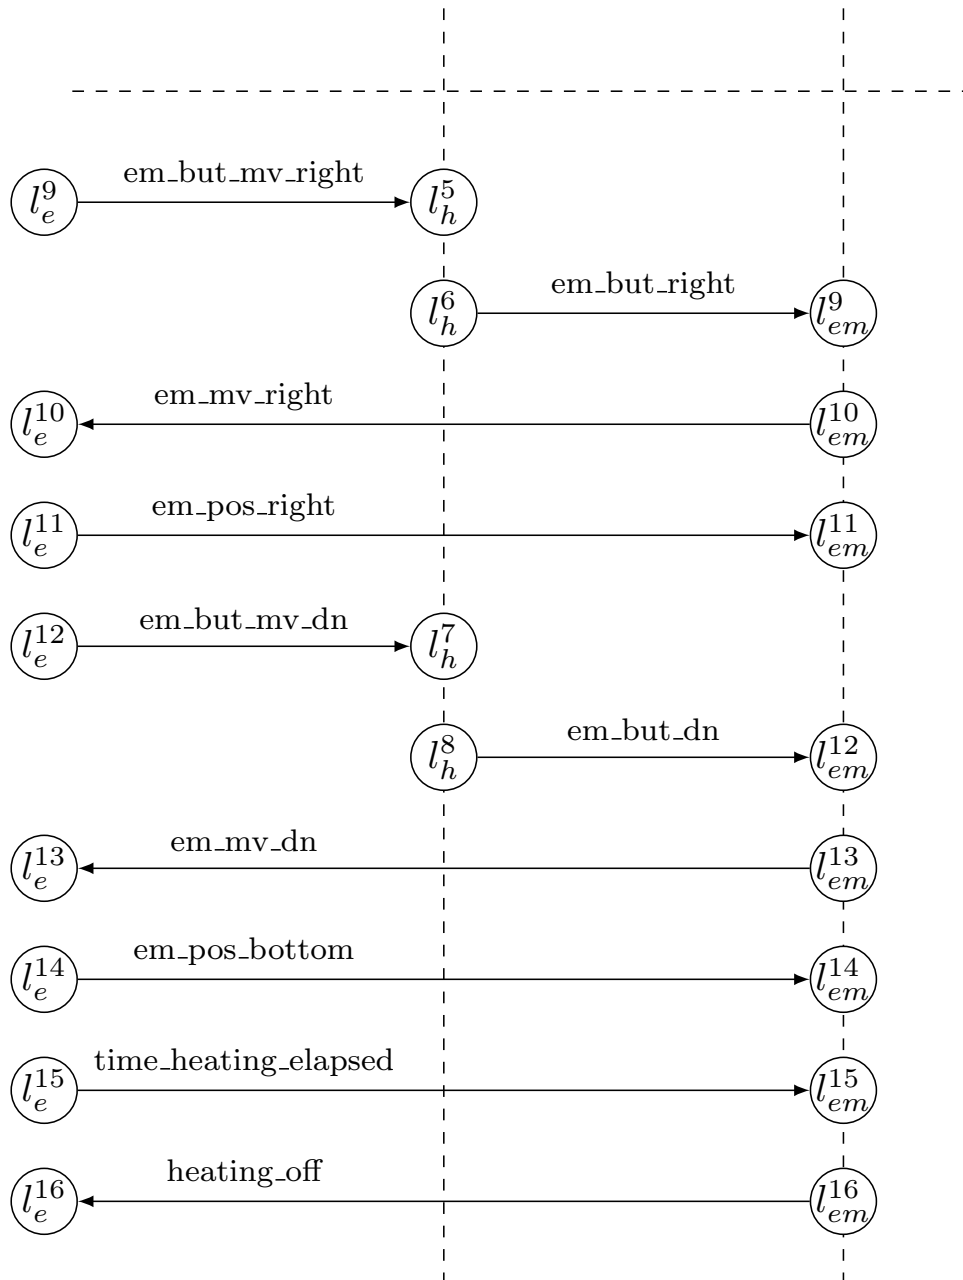 em_but_mv_right
l_e^9 l_h^5
em_but_right
l_h^6 l_em^9
em_mv_right
l_e^10 l_em^10
em_pos_right
l_e^11 l_em^11
em_but_mv_dn
l_e^12 l_h^7
em_but_dn
l_h^8 l_em^12
em_mv_dn
l_e^13 l_em^13
em_pos_bottom
l_e^14 l_em^14
time_heating_elapsed
l_e^15 l_em^15
heating_off
l_e^16 l_em^16